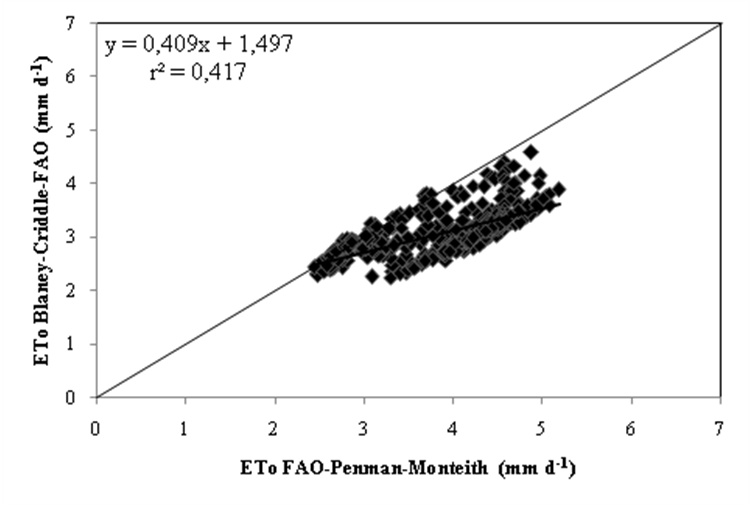 y = 0,409x + 1,497
r² = 0,417
7
6
5
4
3
2
1
0
ETo Blaney-Criddle-FAO (mm d⁻¹)
0 1 2 3 4 5 6 7
ETo FAO-Penman-Monteith (mm d⁻¹)